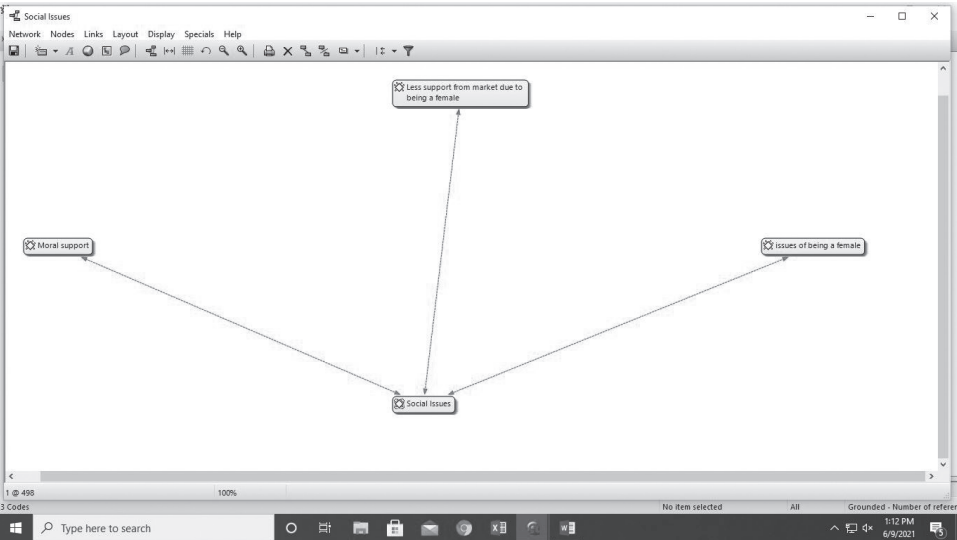 Social Issues
Network Nodes Links Layout Display Specials Help
Less support from market due to
being a female
Moral support
issues of being a female
Social Issues
1 @ 498 100%
3 Codes No item selected All Grounded - Number of referen
Type here to search
1:12 PM
6/9/2021